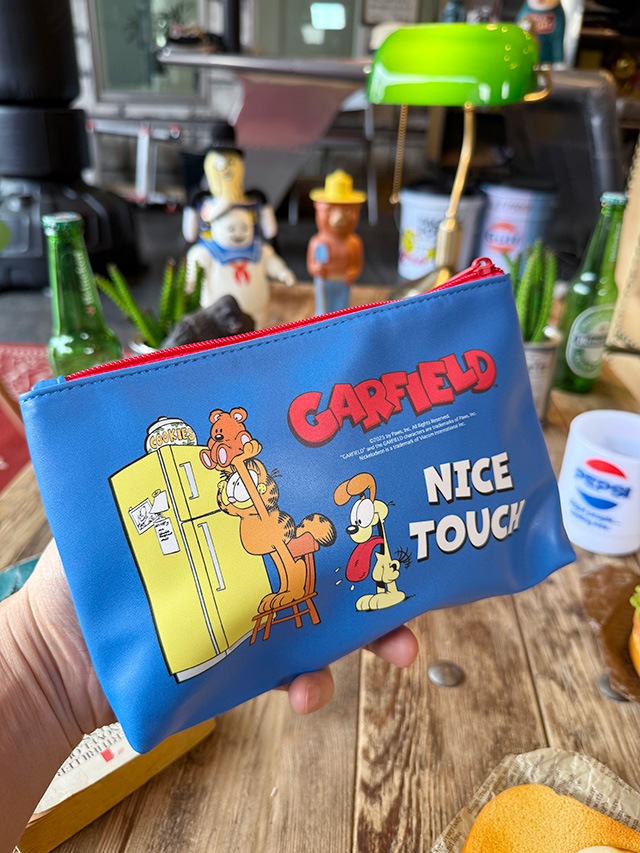 GARFIELD
©2023 by Paws, Inc. All Rights Reserved.
"GARFIELD" and the GARFIELD characters are trademarks of Paws, Inc.
Nickelodeon is a trademark of Viacom International Inc.
COOKIES
NICE
TOUCH
PEPSI